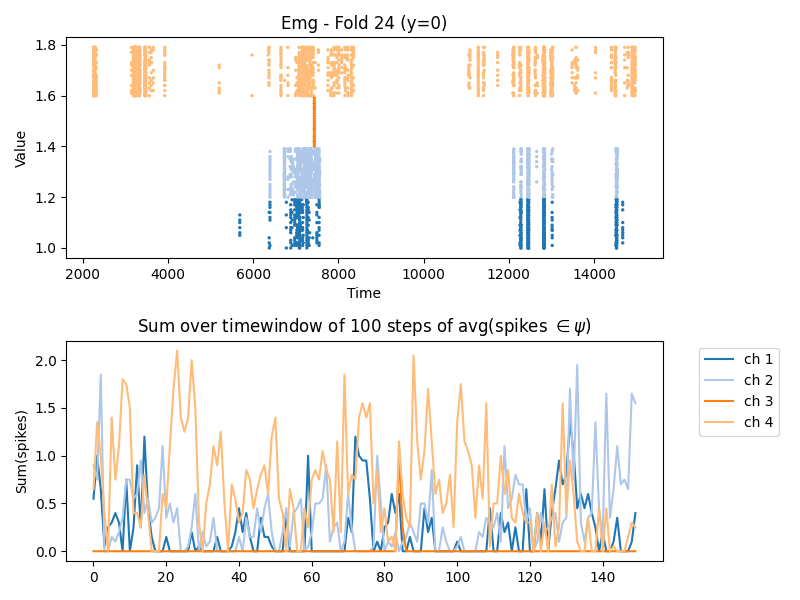 Emg - Fold 24 (y=0)
1.8
1.6
1.4
1.2
1.0
Value
2000 4000 6000 8000 10000 12000 14000
Time
Sum over timewindow of 100 steps of avg(spikes ∈ ψ)
2.0
1.5
1.0
0.5
0.0
Sum(spikes)
0 20 40 60 80 100 120 140
ch 1
ch 2
ch 3
ch 4